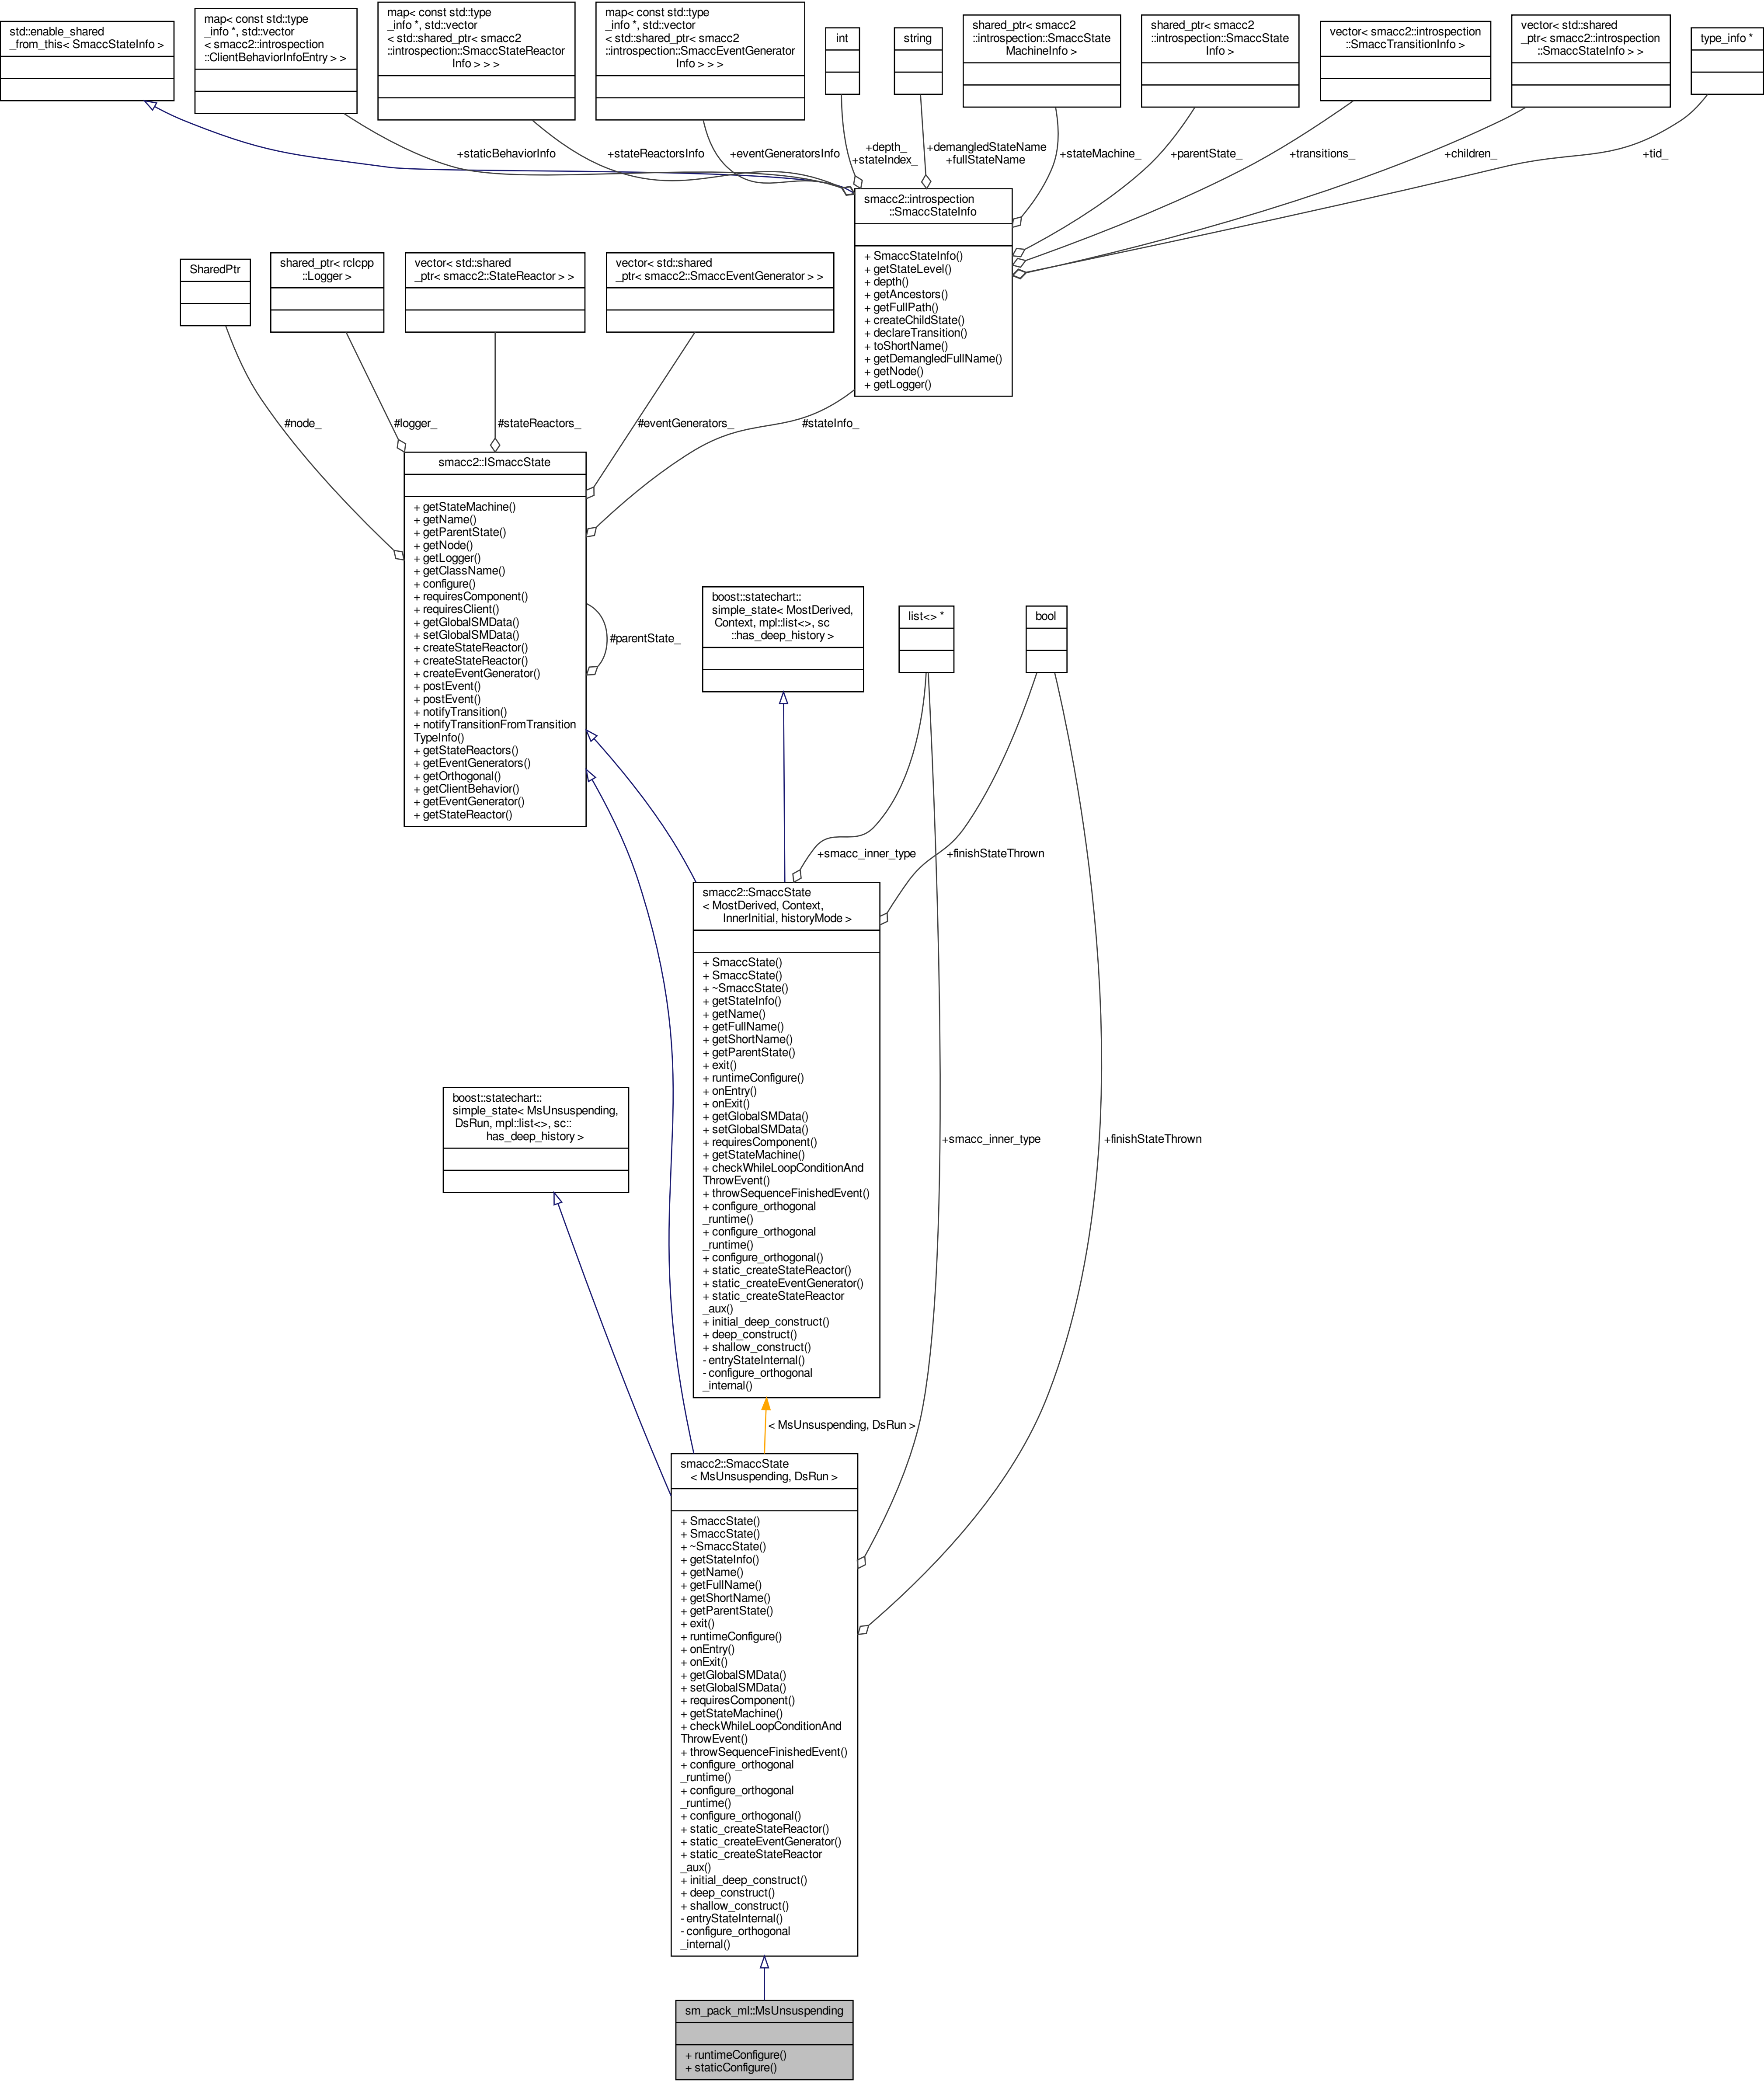 std::enable_shared
_from_this< SmaccStateInfo >
map< const std::type
_info *, std::vector
< smacc2::introspection
::ClientBehaviorInfoEntry > >
map< const std::type
_info *, std::vector
< std::shared_ptr< smacc2
::introspection::SmaccStateReactor
Info > > >
map< const std::type
_info *, std::vector
< std::shared_ptr< smacc2
::introspection::SmaccEventGenerator
Info > > >
int
string
shared_ptr< smacc2
::introspection::SmaccState
MachineInfo >
shared_ptr< smacc2
::introspection::SmaccState
Info >
vector< smacc2::introspection
::SmaccTransitionInfo >
vector< std::shared
_ptr< smacc2::introspection
::SmaccStateInfo > >
type_info *
+staticBehaviorInfo
+stateReactorsInfo
+eventGeneratorsInfo
+depth_
+stateIndex_
+demangledStateName
+fullStateName
+stateMachine_
+parentState_
+transitions_
+children_
+tid_
smacc2::introspection
::SmaccStateInfo
+ SmaccStateInfo()
+ getStateLevel()
+ depth()
+ getAncestors()
+ getFullPath()
+ createChildState()
+ declareTransition()
+ toShortName()
+ getDemangledFullName()
+ getNode()
+ getLogger()
SharedPtr
shared_ptr< rclcpp
::Logger >
vector< std::shared
_ptr< smacc2::StateReactor > >
vector< std::shared
_ptr< smacc2::SmaccEventGenerator > >
#node_
#logger_
#stateReactors_
#eventGenerators_
#stateInfo_
smacc2::ISmaccState
+ getStateMachine()
+ getName()
+ getParentState()
+ getNode()
+ getLogger()
+ getClassName()
+ configure()
+ requiresComponent()
+ requiresClient()
+ getGlobalSMData()
+ setGlobalSMData()
+ createStateReactor()
+ createStateReactor()
+ createEventGenerator()
+ postEvent()
+ postEvent()
+ notifyTransition()
+ notifyTransitionFromTransition
TypeInfo()
+ getStateReactors()
+ getEventGenerators()
+ getOrthogonal()
+ getClientBehavior()
+ getEventGenerator()
+ getStateReactor()
#parentState_
boost::statechart::
simple_state< MostDerived,
Context, mpl::list<>, sc
::has_deep_history >
list<> *
bool
+smacc_inner_type
+finishStateThrown
smacc2::SmaccState
< MostDerived, Context,
InnerInitial, historyMode >
+ SmaccState()
+ SmaccState()
+ ~SmaccState()
+ getStateInfo()
+ getName()
+ getFullName()
+ getShortName()
+ getParentState()
+ exit()
+ runtimeConfigure()
+ onEntry()
+ onExit()
+ getGlobalSMData()
+ setGlobalSMData()
+ requiresComponent()
+ getStateMachine()
+ checkWhileLoopConditionAnd
ThrowEvent()
+ throwSequenceFinishedEvent()
+ configure_orthogonal
_runtime()
+ configure_orthogonal
_runtime()
+ configure_orthogonal()
+ static_createStateReactor()
+ static_createEventGenerator()
+ static_createStateReactor
_aux()
+ initial_deep_construct()
+ deep_construct()
+ shallow_construct()
- entryStateInternal()
- configure_orthogonal
_internal()
boost::statechart::
simple_state< MsUnsuspending,
DsRun, mpl::list<>, sc::
has_deep_history >
+smacc_inner_type
+finishStateThrown
< MsUnsuspending, DsRun >
smacc2::SmaccState
< MsUnsuspending, DsRun >
+ SmaccState()
+ SmaccState()
+ ~SmaccState()
+ getStateInfo()
+ getName()
+ getFullName()
+ getShortName()
+ getParentState()
+ exit()
+ runtimeConfigure()
+ onEntry()
+ onExit()
+ getGlobalSMData()
+ setGlobalSMData()
+ requiresComponent()
+ getStateMachine()
+ checkWhileLoopConditionAnd
ThrowEvent()
+ throwSequenceFinishedEvent()
+ configure_orthogonal
_runtime()
+ configure_orthogonal
_runtime()
+ configure_orthogonal()
+ static_createStateReactor()
+ static_createEventGenerator()
+ static_createStateReactor
_aux()
+ initial_deep_construct()
+ deep_construct()
+ shallow_construct()
- entryStateInternal()
- configure_orthogonal
_internal()
sm_pack_ml::MsUnsuspending
+ runtimeConfigure()
+ staticConfigure()